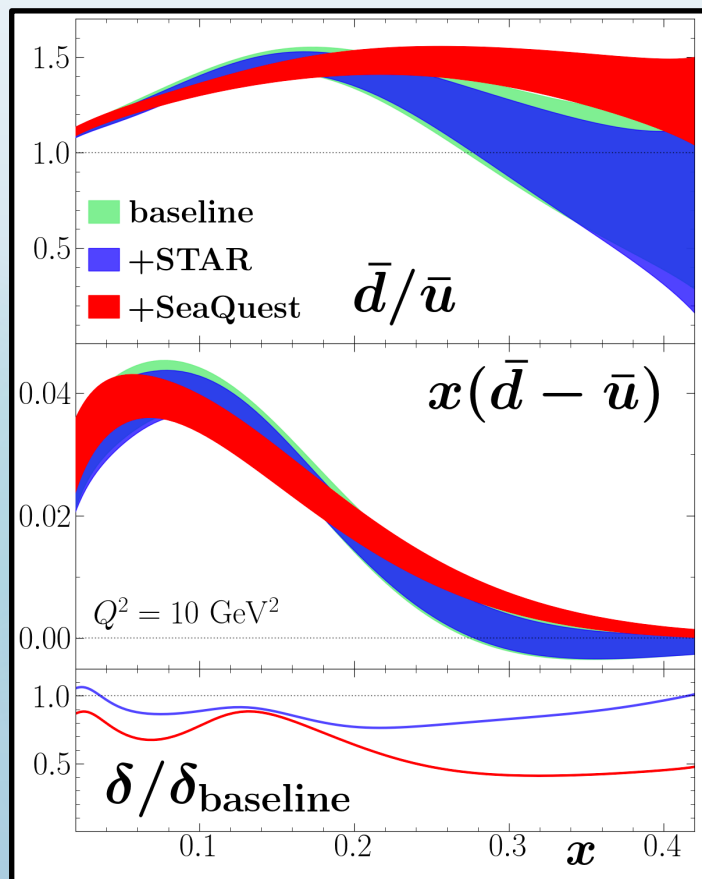 1.5
1.0
0.5
baseline
+STAR
+SeaQuest
d̄/ū
0.04
0.02
0.00
x(d̄ − ū)
Q² = 10 GeV²
1.0
0.5
δ/δbaseline
0.1
0.2
0.3
x
0.4